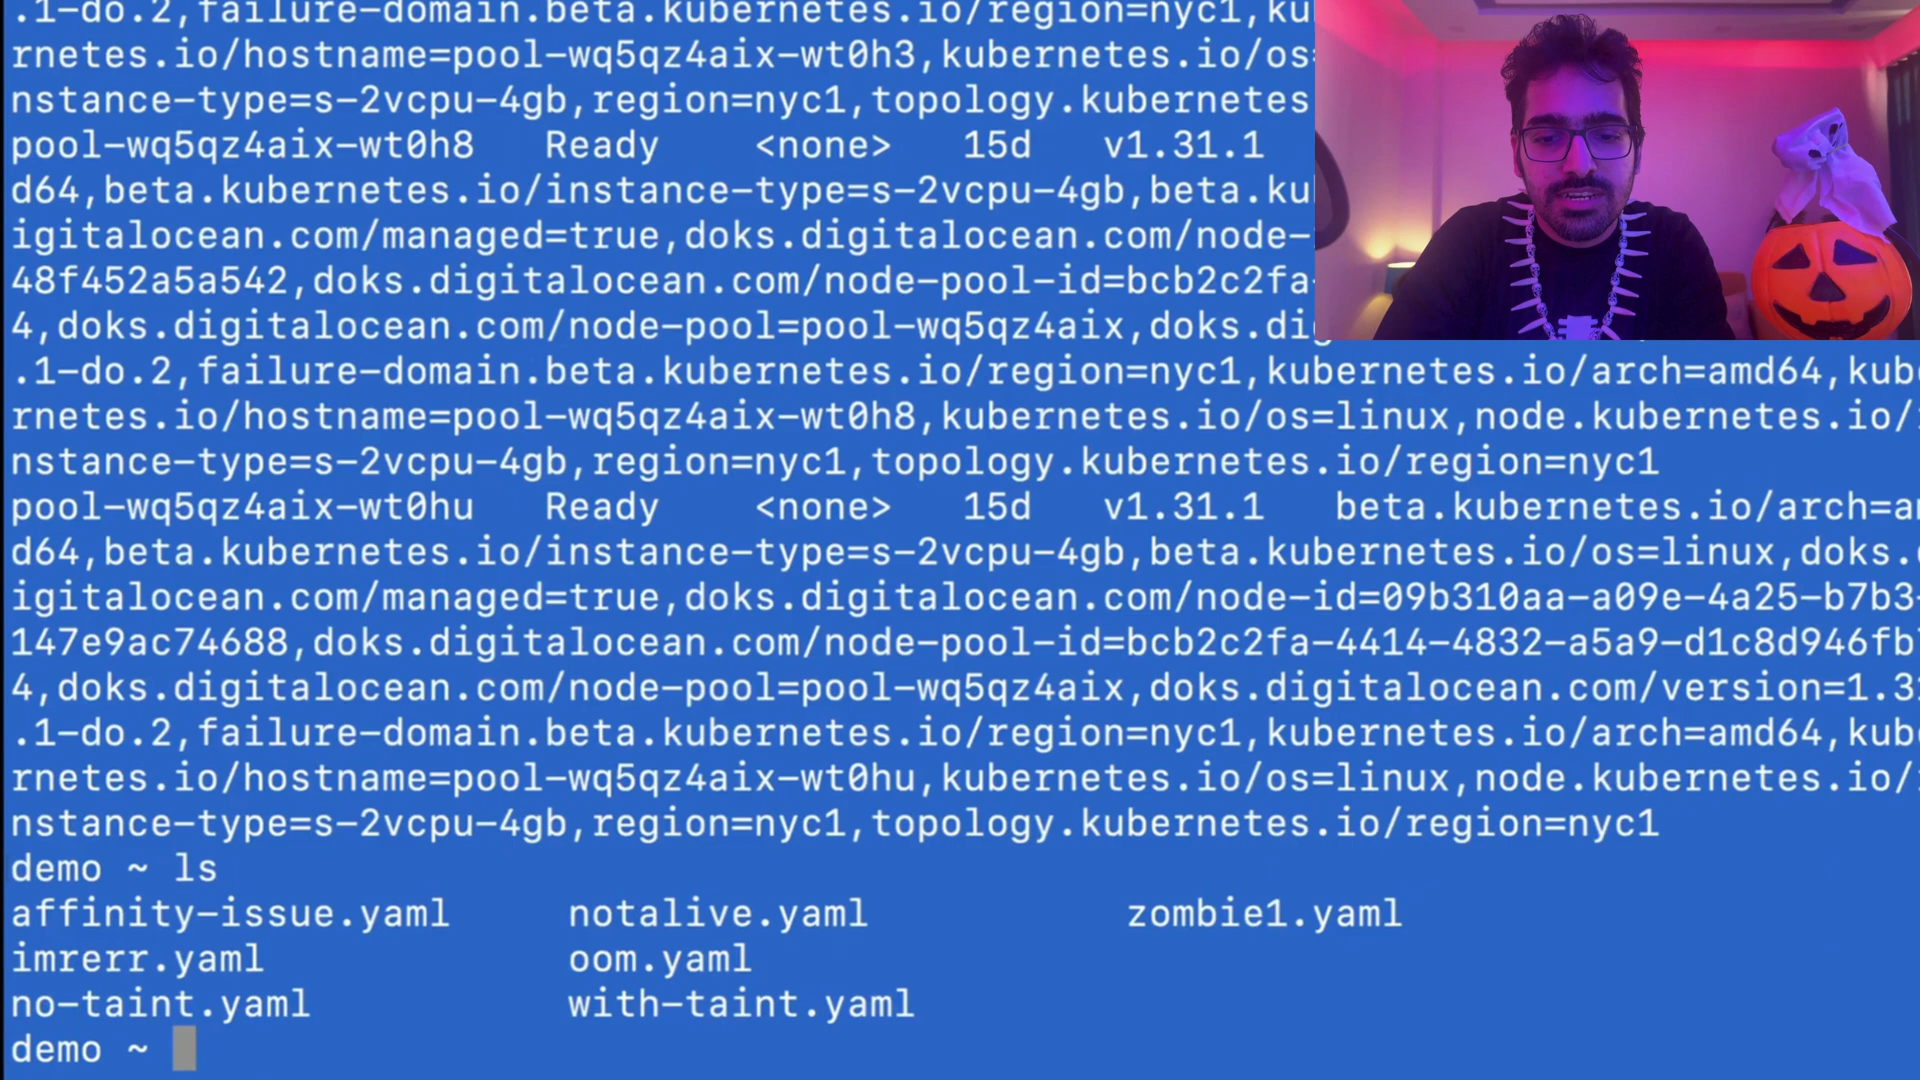 .1-do.2,failure-domain.beta.kubernetes.io/region=nyc1,ku
rnetes.io/hostname=pool-wq5qz4aix-wt0h3,kubernetes.io/os
nstance-type=s-2vcpu-4gb,region=nyc1,topology.kubernetes
pool-wq5qz4aix-wt0h8 Ready <none> 15d v1.31.1
d64,beta.kubernetes.io/instance-type=s-2vcpu-4gb,beta.ku
igitalocean.com/managed=true,doks.digitalocean.com/node-
48f452a5a542,doks.digitalocean.com/node-pool-id=bcb2c2fa-
4,doks.digitalocean.com/node-pool=pool-wq5qz4aix,doks.dig
.1-do.2,failure-domain.beta.kubernetes.io/region=nyc1,kubernetes.io/arch=amd64,kub
rnetes.io/hostname=pool-wq5qz4aix-wt0h8,kubernetes.io/os=linux,node.kubernetes.io/
nstance-type=s-2vcpu-4gb,region=nyc1,topology.kubernetes.io/region=nyc1
pool-wq5qz4aix-wt0hu Ready <none> 15d v1.31.1 beta.kubernetes.io/arch=a
d64,beta.kubernetes.io/instance-type=s-2vcpu-4gb,beta.kubernetes.io/os=linux,doks.
igitalocean.com/managed=true,doks.digitalocean.com/node-id=09b310aa-a09e-4a25-b7b3-
147e9ac74688,doks.digitalocean.com/node-pool-id=bcb2c2fa-4414-4832-a5a9-d1c8d946fb
4,doks.digitalocean.com/node-pool=pool-wq5qz4aix,doks.digitalocean.com/version=1.3
.1-do.2,failure-domain.beta.kubernetes.io/region=nyc1,kubernetes.io/arch=amd64,kub
rnetes.io/hostname=pool-wq5qz4aix-wt0hu,kubernetes.io/os=linux,node.kubernetes.io/
nstance-type=s-2vcpu-4gb,region=nyc1,topology.kubernetes.io/region=nyc1
demo ~ ls
affinity-issue.yaml notalive.yaml zombie1.yaml
imrerr.yaml oom.yaml
no-taint.yaml with-taint.yaml
demo ~